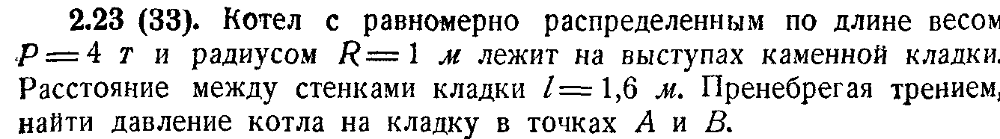 2.23 (33). Котел с равномерно распределенным по длине весом
P = 4 т и радиусом R = 1 м лежит на выступах каменной кладки.
Расстояние между стенками кладки l = 1,6 м. Пренебрегая трением,
найти давление котла на кладку в точках A и B.